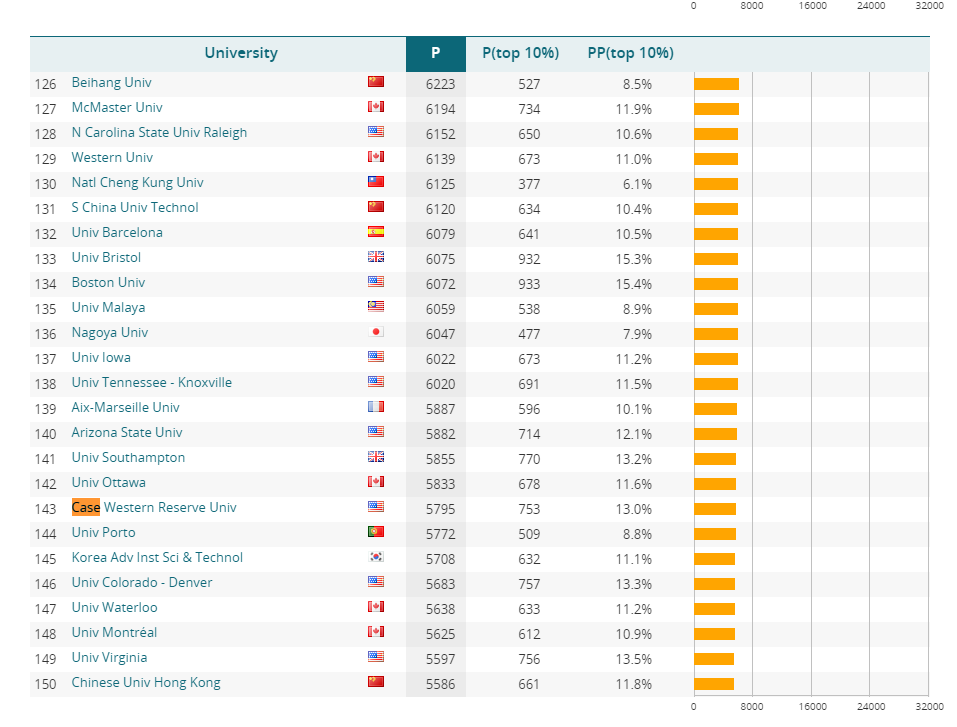 0 8000 16000 24000 32000
University P P(top 10%) PP(top 10%)
126 Beihang Univ 6223 527 8.5%
127 McMaster Univ 6194 734 11.9%
128 N Carolina State Univ Raleigh 6152 650 10.6%
129 Western Univ 6139 673 11.0%
130 Natl Cheng Kung Univ 6125 377 6.1%
131 S China Univ Technol 6120 634 10.4%
132 Univ Barcelona 6079 641 10.5%
133 Univ Bristol 6075 932 15.3%
134 Boston Univ 6072 933 15.4%
135 Univ Malaya 6059 538 8.9%
136 Nagoya Univ 6047 477 7.9%
137 Univ Iowa 6022 673 11.2%
138 Univ Tennessee - Knoxville 6020 691 11.5%
139 Aix-Marseille Univ 5887 596 10.1%
140 Arizona State Univ 5882 714 12.1%
141 Univ Southampton 5855 770 13.2%
142 Univ Ottawa 5833 678 11.6%
143 Case Western Reserve Univ 5795 753 13.0%
144 Univ Porto 5772 509 8.8%
145 Korea Adv Inst Sci & Technol 5708 632 11.1%
146 Univ Colorado - Denver 5683 757 13.3%
147 Univ Waterloo 5638 633 11.2%
148 Univ Montréal 5625 612 10.9%
149 Univ Virginia 5597 756 13.5%
150 Chinese Univ Hong Kong 5586 661 11.8%
0 8000 16000 24000 32000